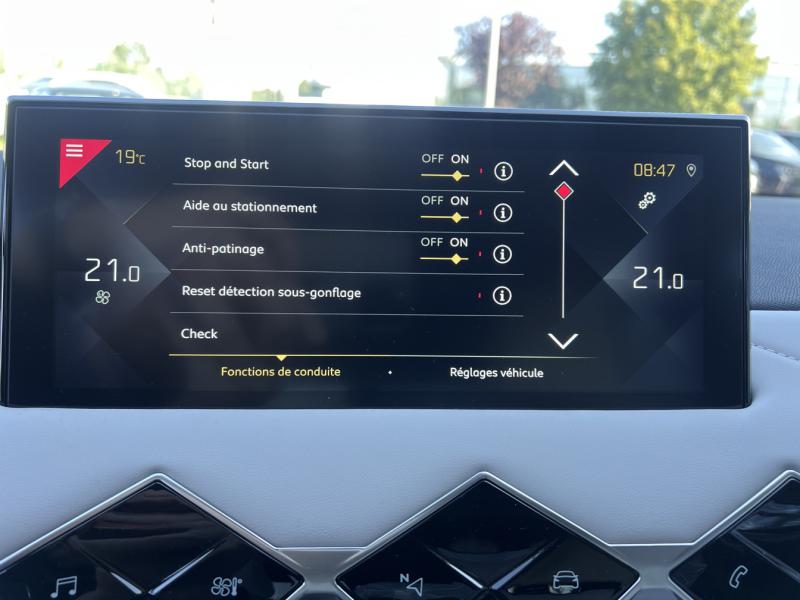 19°C
08:47
Stop and Start OFF ON
Aide au stationnement OFF ON
Anti-patinage OFF ON
21.0
21.0
Reset détection sous-gonflage
Check
Fonctions de conduite • Réglages véhicule
N